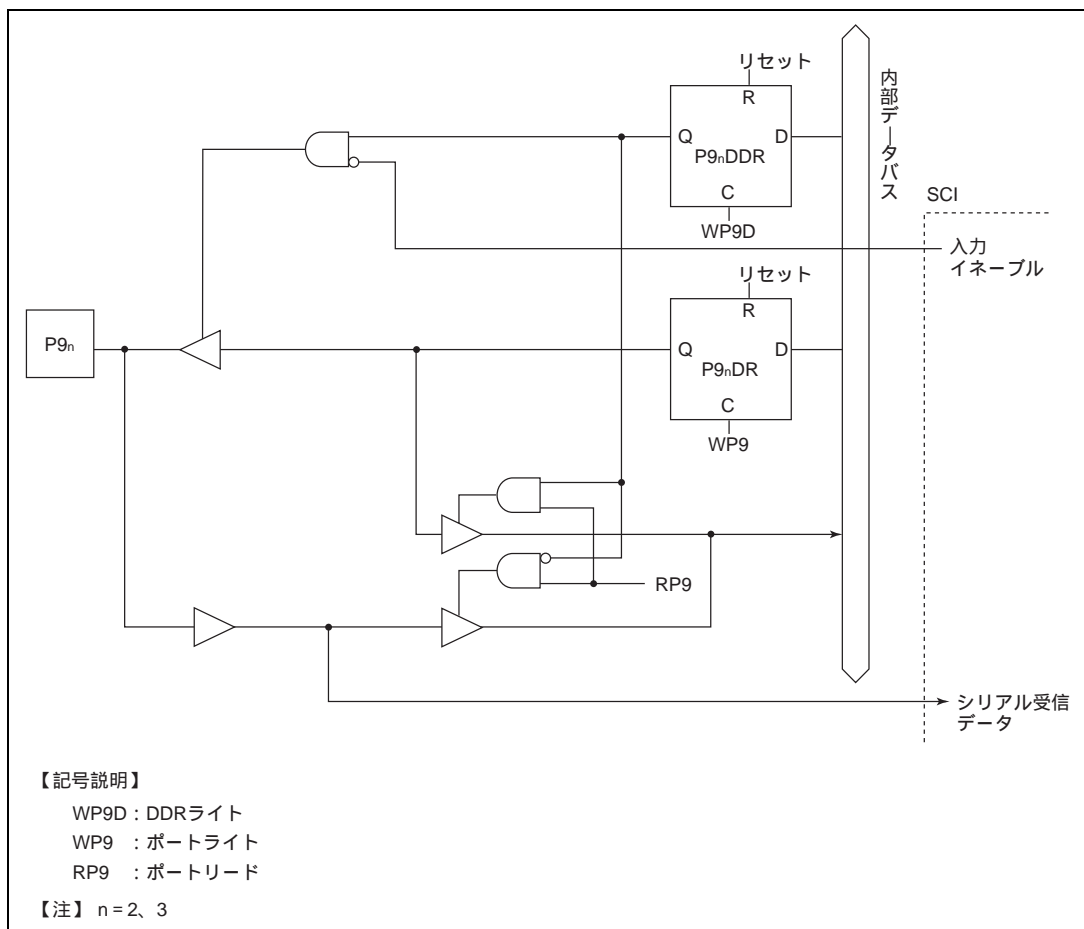 リセット
R
Q
D
P9nDDR
C
WP9D
内部データバス
SCI
入力
イネーブル
リセット
R
P9n
Q
D
P9nDR
C
WP9
RP9
シリアル受信
データ
【記号説明】
WP9D：DDRライト
WP9 ：ポートライト
RP9 ：ポートリード
【注】 n = 2、3